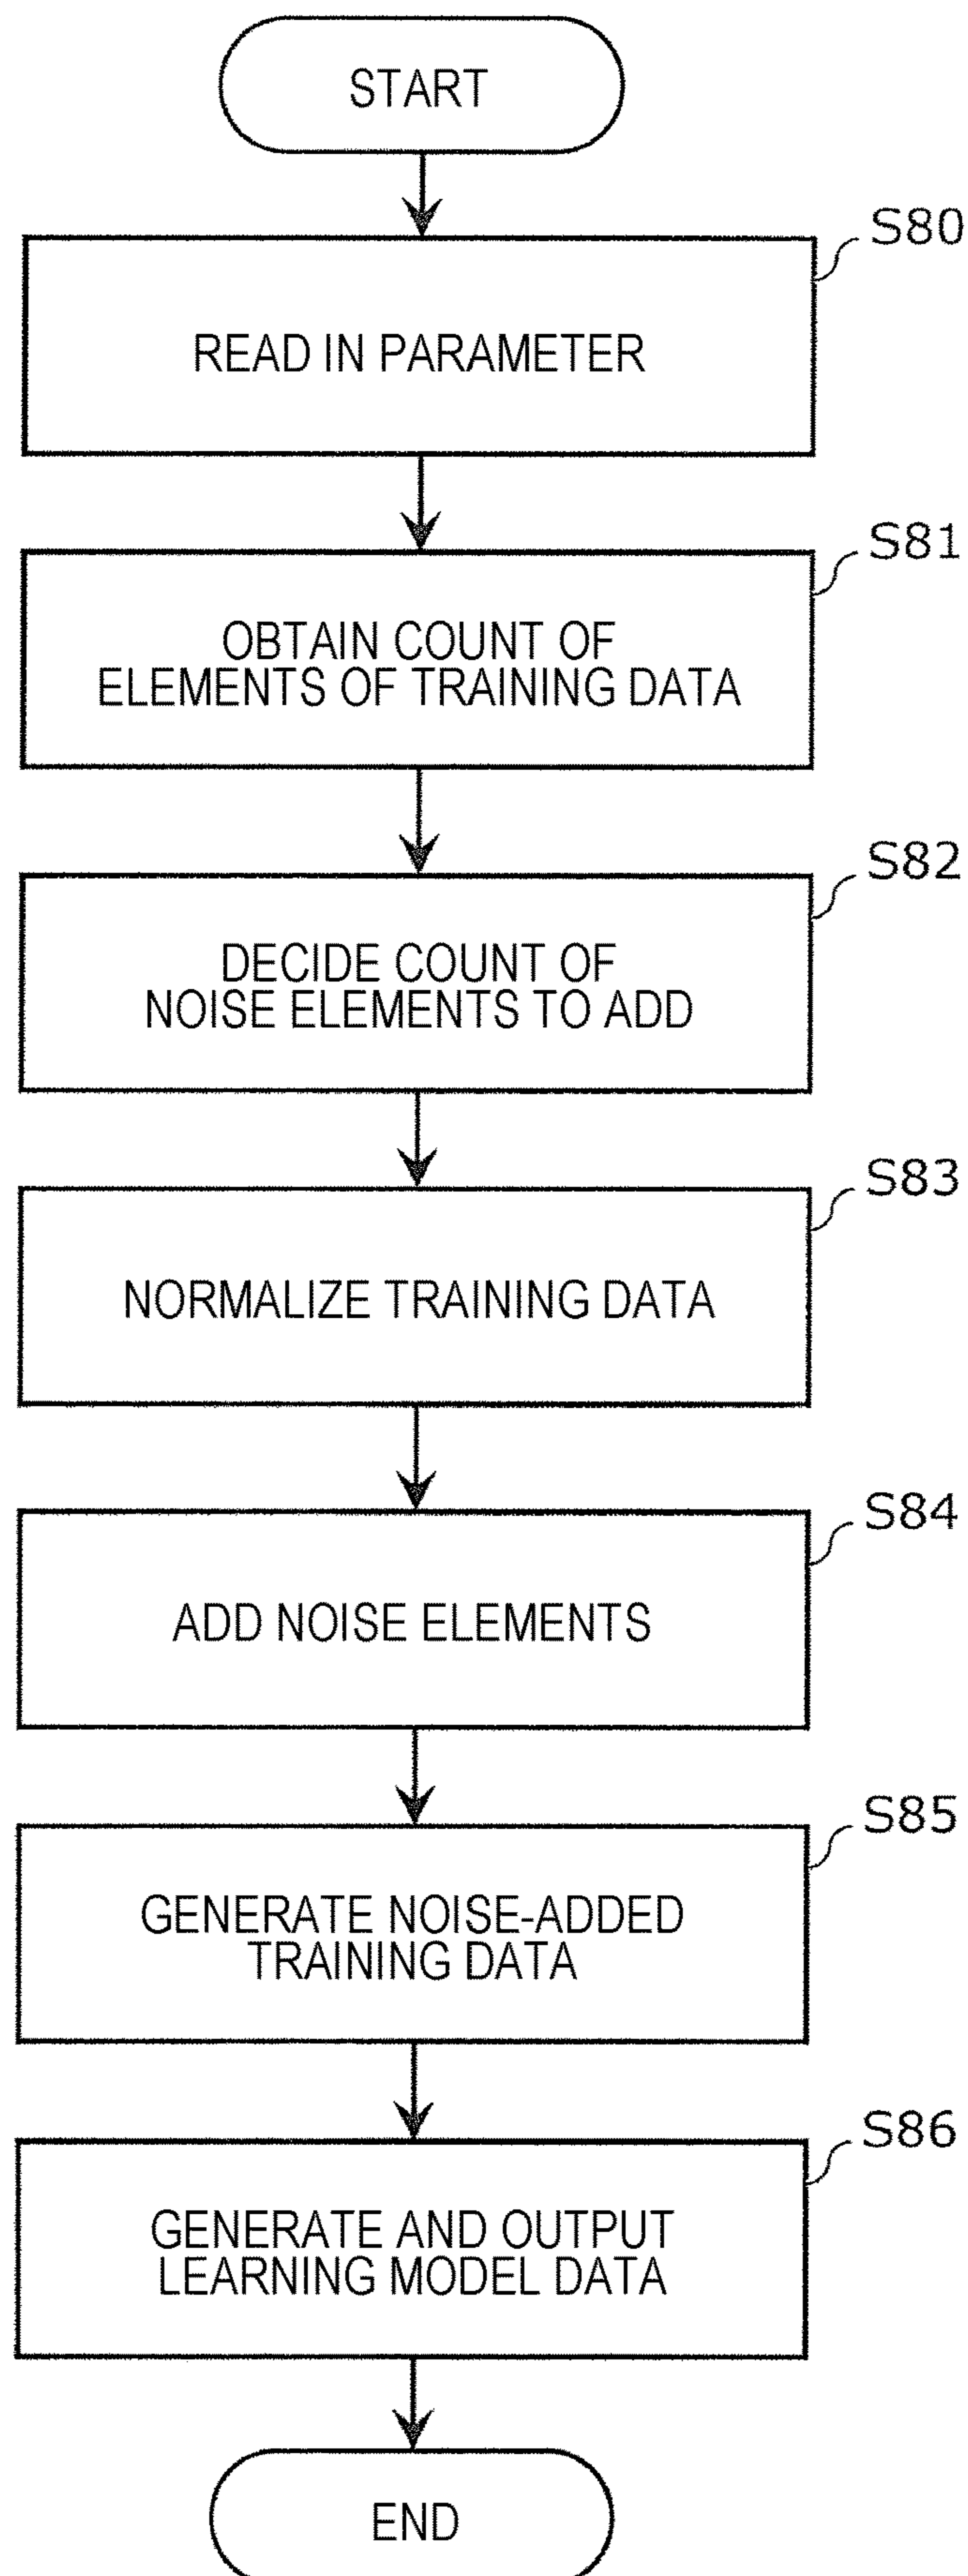 START
S80
READ IN PARAMETER
S81
OBTAIN COUNT OF
ELEMENTS OF TRAINING DATA
S82
DECIDE COUNT OF
NOISE ELEMENTS TO ADD
S83
NORMALIZE TRAINING DATA
S84
ADD NOISE ELEMENTS
S85
GENERATE NOISE-ADDED
TRAINING DATA
S86
GENERATE AND OUTPUT
LEARNING MODEL DATA
END